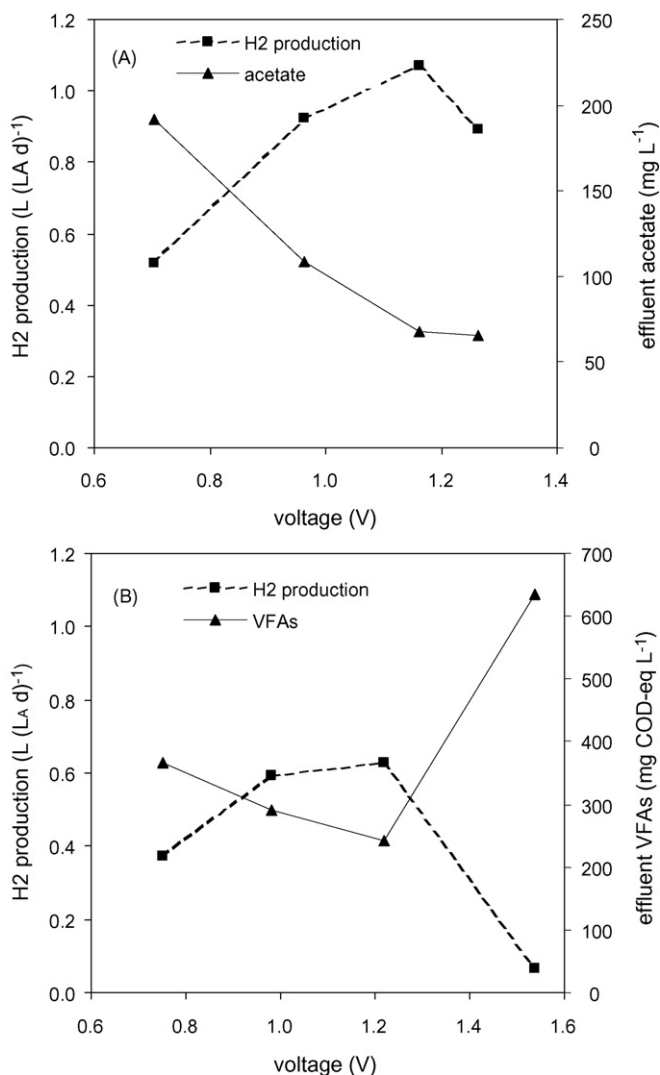 (A)
H2 production
acetate
H2 production (L (LA d)⁻¹)
1.2
1.0
0.8
0.6
0.4
0.2
0.0
250
200
150
100
50
0
effluent acetate (mg L⁻¹)
0.6 0.8 1.0 1.2 1.4
voltage (V)
(B)
H2 production
VFAs
H2 production (L (LA d)⁻¹)
1.2
1.0
0.8
0.6
0.4
0.2
0.0
700
600
500
400
300
200
100
0
effluent VFAs (mg COD-eq L⁻¹)
0.6 0.8 1.0 1.2 1.4 1.6
voltage (V)